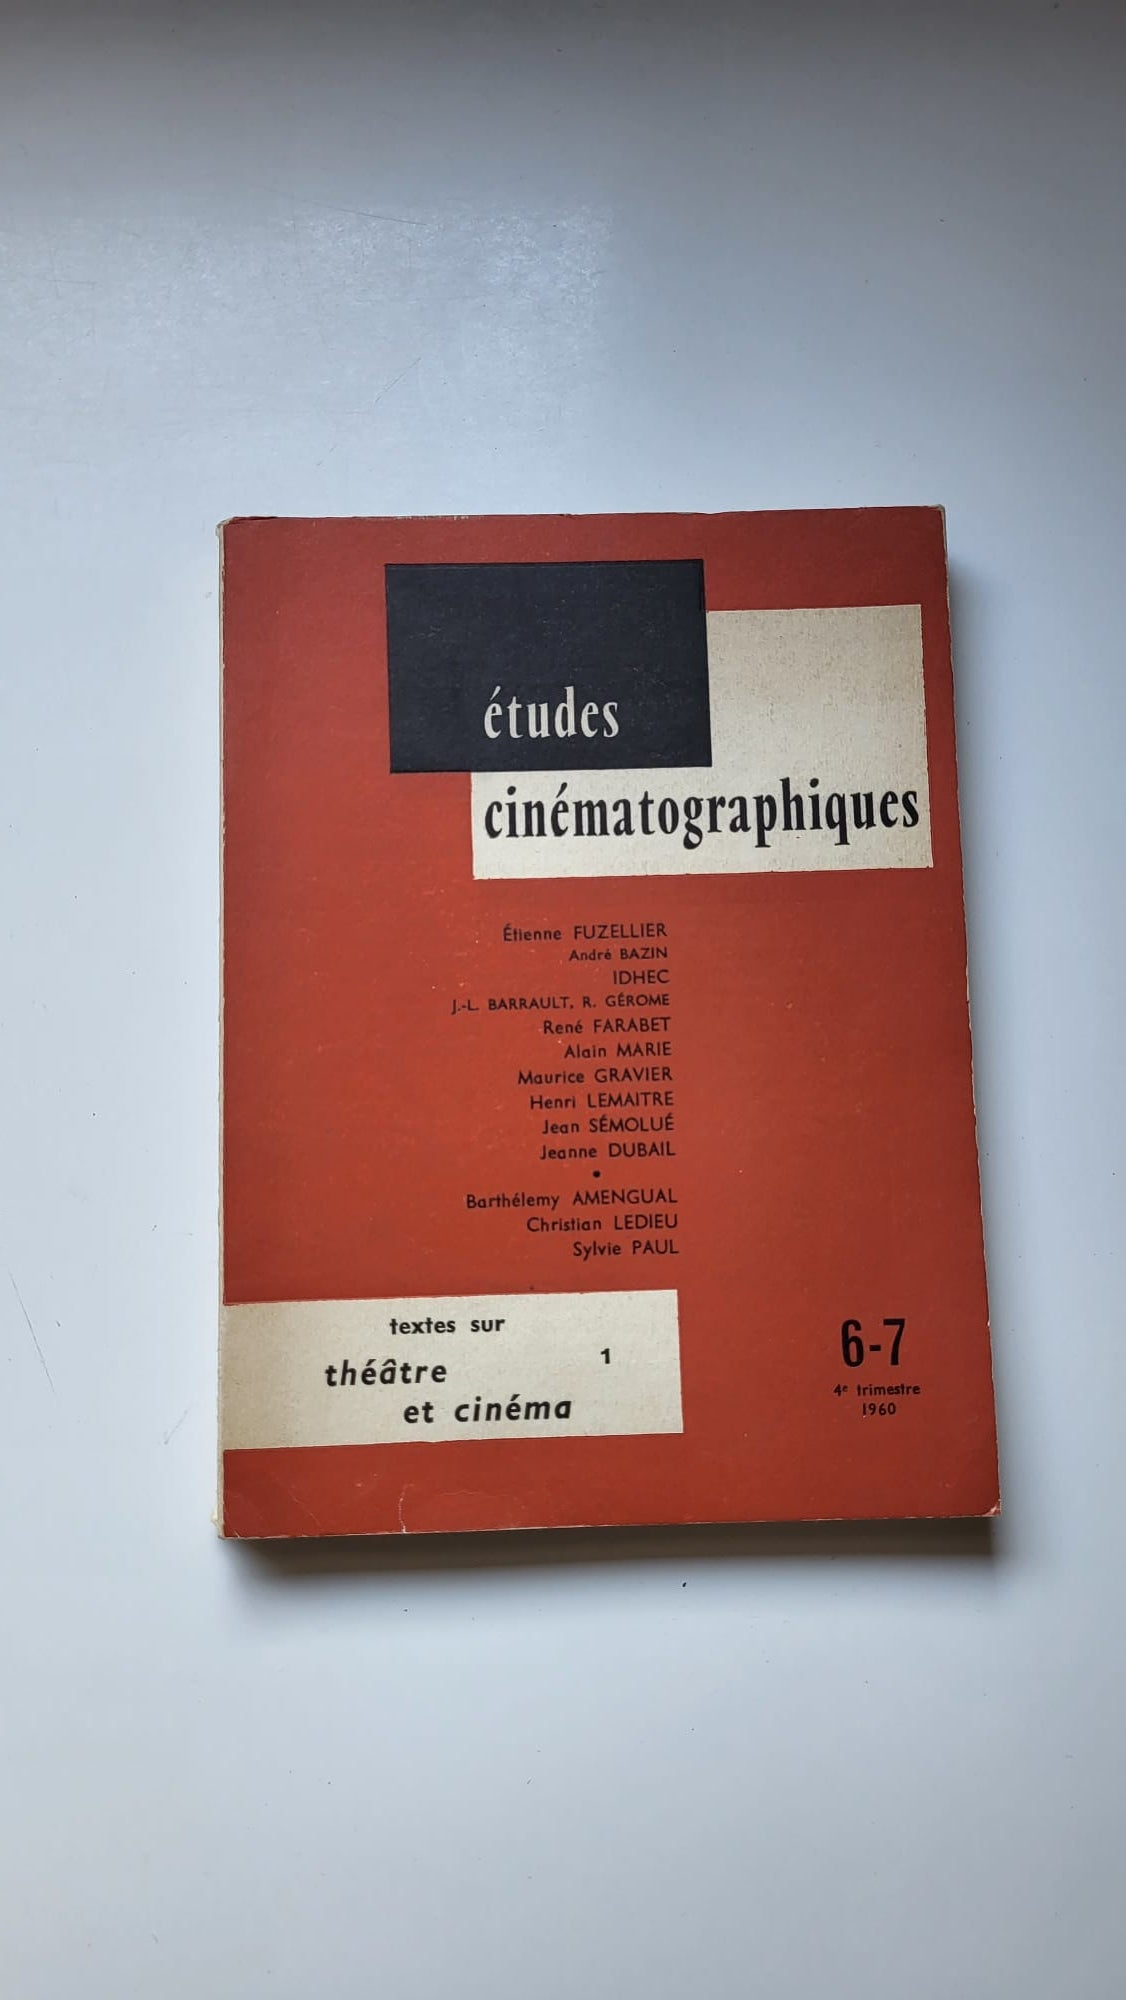 études
cinématographiques
Étienne FUZELLIER
André BAZIN
IDHEC
J.-L. BARRAULT, R. GÉROME
René FARABET
Alain MARIE
Maurice GRAVIER
Henri LEMAITRE
Jean SÉMOLUÉ
Jeanne DUBAIL
•
Barthélemy AMENGUAL
Christian LEDIEU
Sylvie PAUL
textes sur
théâtre 1
et cinéma
6-7
4e trimestre
1960